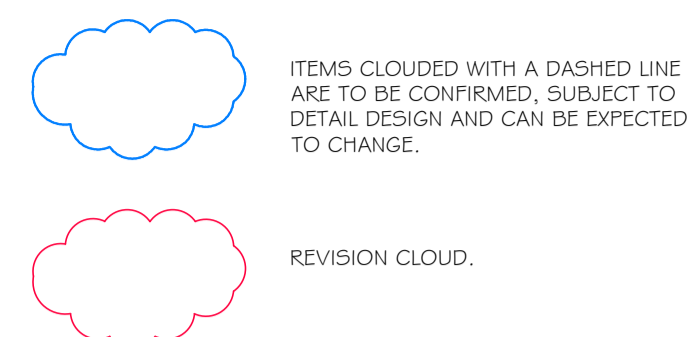 ITEMS CLOUDED WITH A DASHED LINE
ARE TO BE CONFIRMED, SUBJECT TO
DETAIL DESIGN AND CAN BE EXPECTED
TO CHANGE.
REVISION CLOUD.